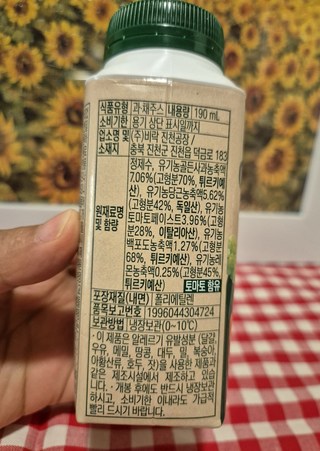 식품유형 과·채주스 내용량 190 mL
소비기한 용기 상단 표시일까지
업소명 및 (주)바락 진천공장 /
소재지 충북 진천군 진천읍 덕금로 183
정제수, 유기농골든사과농축액
7.06%(고형분70%, 튀르키예
산), 유기농당근농축액5.62%
(고형분42%, 독일산), 유기농
원재료명 토마토페이스트3.96%(고형
및 함량 분28%, 이탈리아산), 유기농
백포도농축액1.27%(고형분
68%, 튀르키예산), 유기농레
몬농축액0.25%(고형분45%,
튀르키예산) 토마토 함유
포장재질(내면) 폴리에틸렌
품목보고번호 1996044304724
보관방법 냉장보관(0~10℃)
· 이 제품은 알레르기 유발성분 (달걀,
우유, 메밀, 땅콩, 대두, 밀, 복숭아,
아황산류, 호두, 잣)을 사용한 제품과
같은 제조시설에서 제조하고 있습
니다. · 개봉 후에도 반드시 냉장보관
하시고, 소비기한 이내라도 가급적
빨리 드시기 바랍니다.